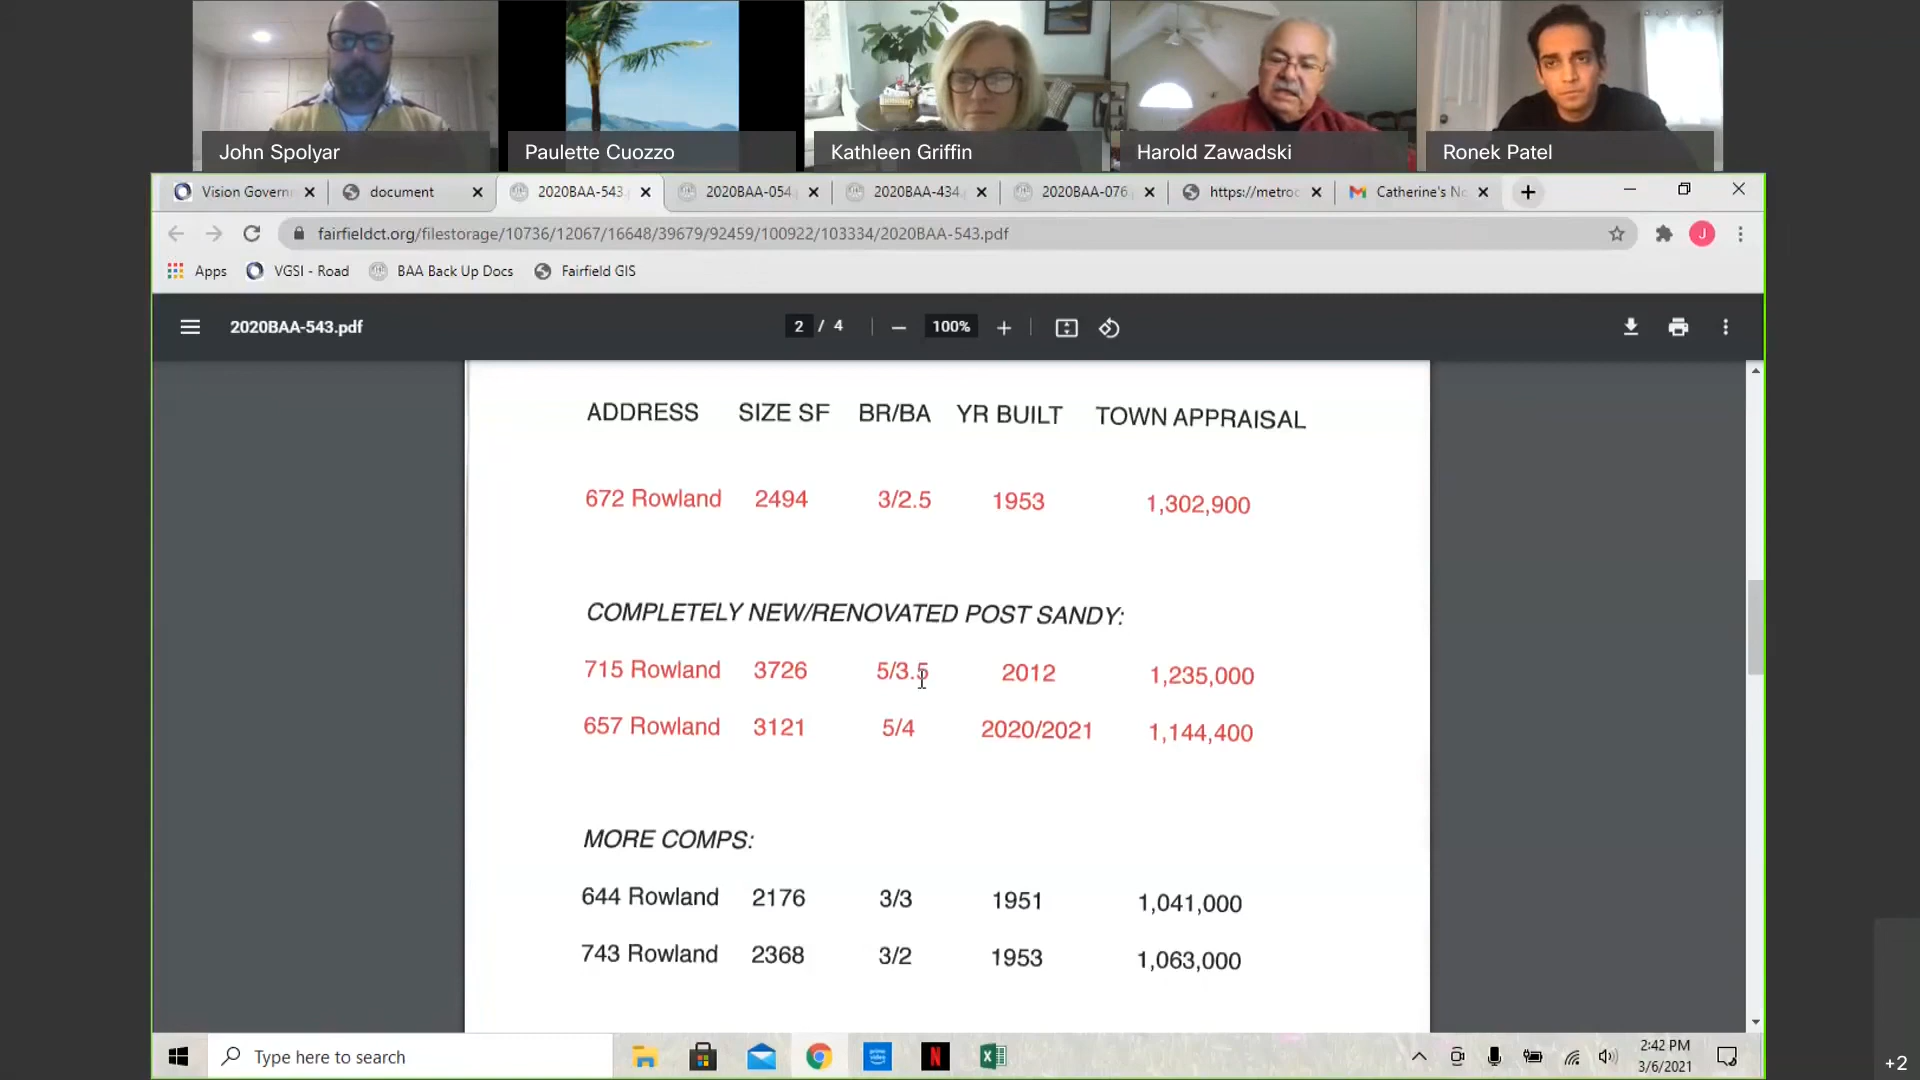 John Spolyar
Paulette Cuozzo
Kathleen Griffin
Harold Zawadski
Ronek Patel
Vision Govern
document
2020BAA-543
2020BAA-054
2020BAA-434
2020BAA-076
https://metroc
Catherine's No
fairfieldct.org/filestorage/10736/12067/16648/39679/92459/100922/103334/2020BAA-543.pdf
J
Apps
VGSI - Road
BAA Back Up Docs
Fairfield GIS
2020BAA-543.pdf
2 / 4
100%
ADDRESS SIZE SF BR/BA YR BUILT TOWN APPRAISAL
672 Rowland 2494 3/2.5 1953 1,302,900
COMPLETELY NEW/RENOVATED POST SANDY:
715 Rowland 3726 5/3.5 2012 1,235,000
657 Rowland 3121 5/4 2020/2021 1,144,400
MORE COMPS:
644 Rowland 2176 3/3 1951 1,041,000
743 Rowland 2368 3/2 1953 1,063,000
Type here to search
prime video
N
2:42 PM
3/6/2021
+2